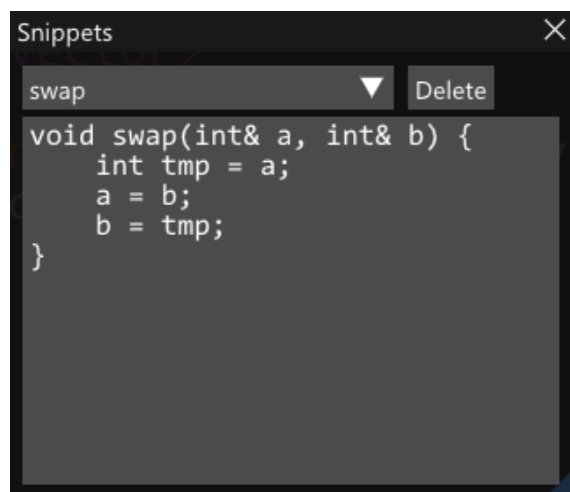 Snippets
swap
Delete
void swap(int& a, int& b) {
    int tmp = a;
    a = b;
    b = tmp;
}